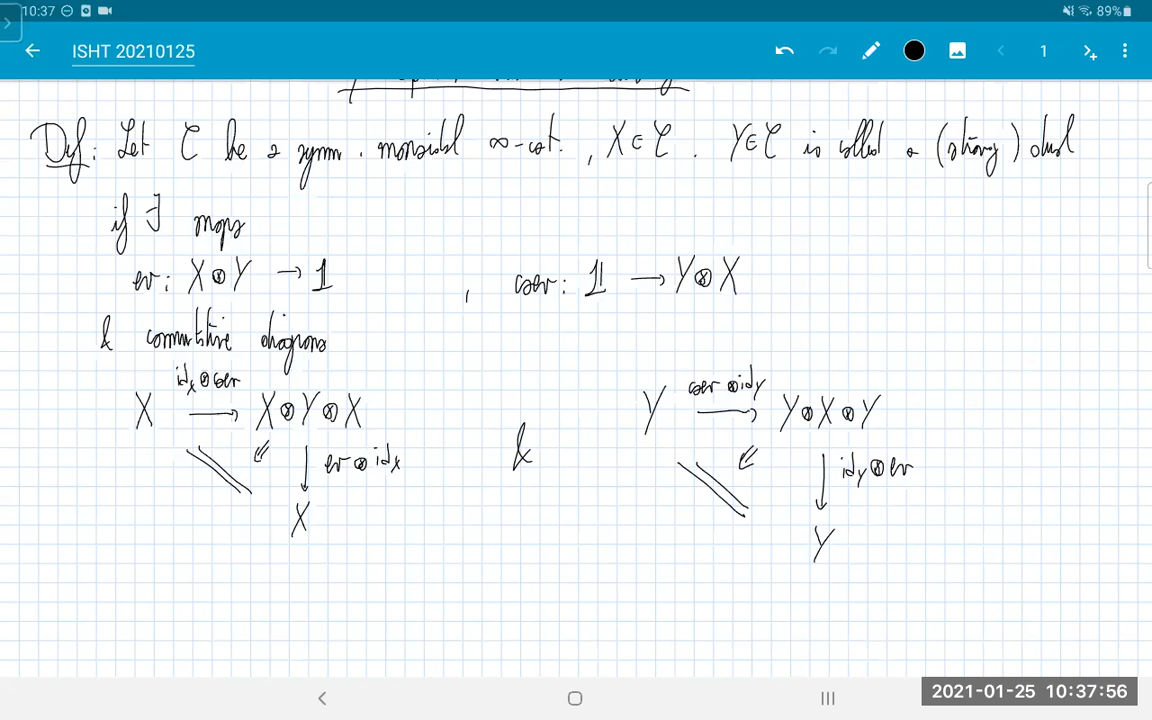 10:37
89%
ISHT 20210125
1
Def: Let C be a symm. monoidal ∞-cat., X ∈ C. Y ∈ C is called a (strong) dual
if ∃ maps
ev: X ⊗ Y → 1 , coev: 1 → Y ⊗ X
& commutative diagrams
id_X ⊗ coev coev ⊗ id_Y
X → X ⊗ Y ⊗ X & Y → Y ⊗ X ⊗ Y
ev ⊗ id_X id_Y ⊗ ev
X Y
2021-01-25 10:37:56